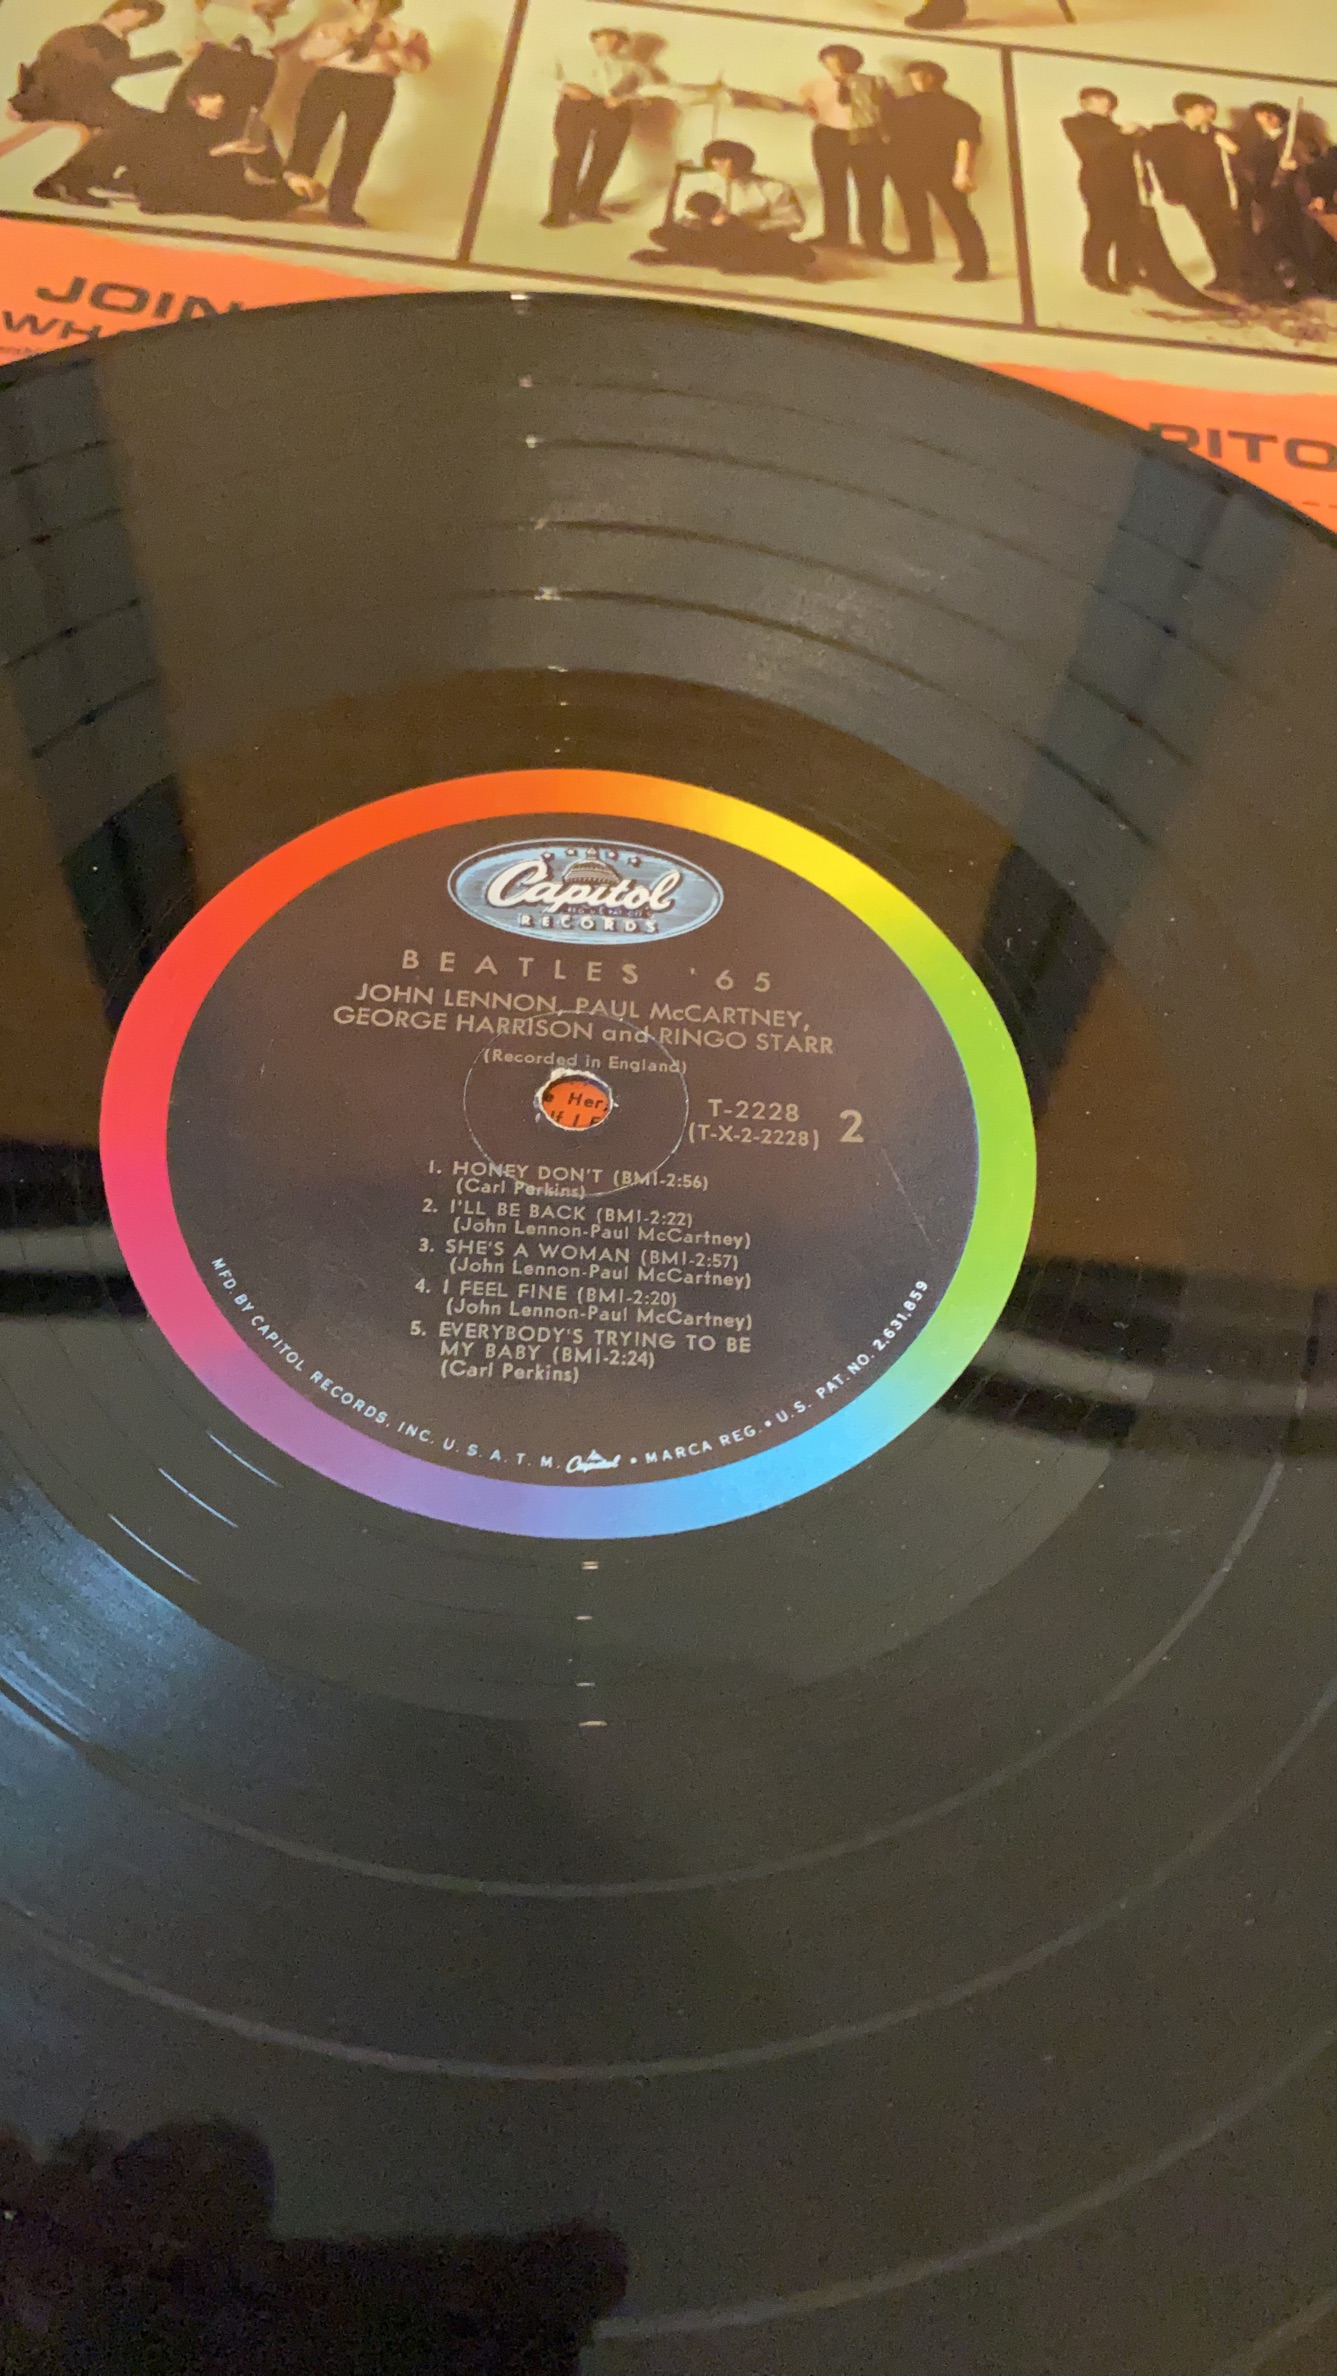 JOIN
WH
PITO
Capitol
RECORDS
BEATLES '65
JOHN LENNON, PAUL McCARTNEY,
GEORGE HARRISON and RINGO STARR
(Recorded in England)
e Her,
If I F
T-2228
(T-X-2-2228)
2
1. HONEY DON'T (BMI-2:56)
(Carl Perkins)
2. I'LL BE BACK (BMI-2:22)
(John Lennon-Paul McCartney)
3. SHE'S A WOMAN (BMI-2:57)
(John Lennon-Paul McCartney)
4. I FEEL FINE (BMI-2:20)
(John Lennon-Paul McCartney)
5. EVERYBODY'S TRYING TO BE
MY BABY (BMI-2:24)
(Carl Perkins)
MFD. BY CAPITOL RECORDS, INC. U.S.A. T.M. Capitol • MARCA REG. • U.S. PAT. NO. 2,631,859